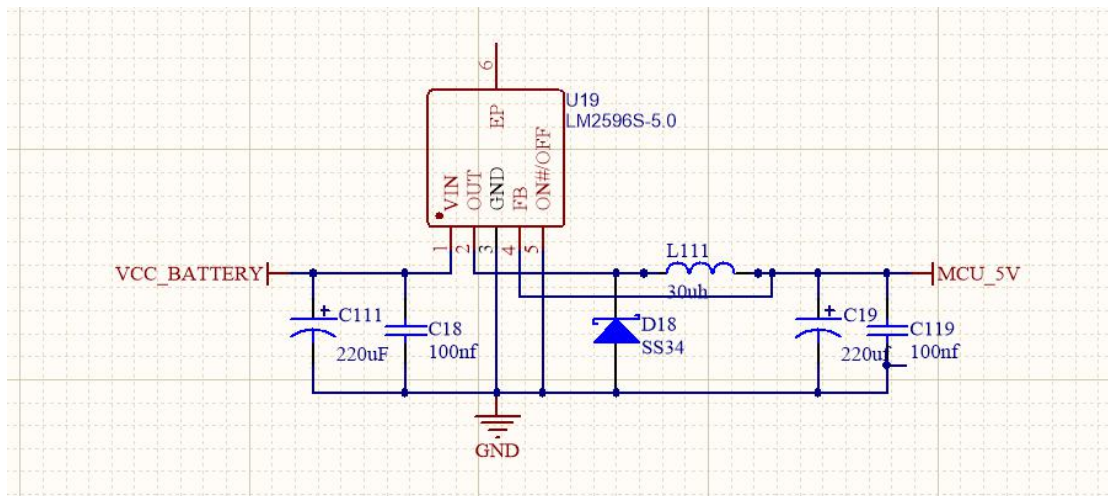 6
U19
LM2596S-5.0
EP
VIN
OUT
GND
FB
ON#/OFF
1
2
3
4
5
L111
30uh
VCC_BATTERY
MCU_5V
+
C111
220uF
C18
100nf
D18
SS34
+
C19
220uf
C119
100nf
GND